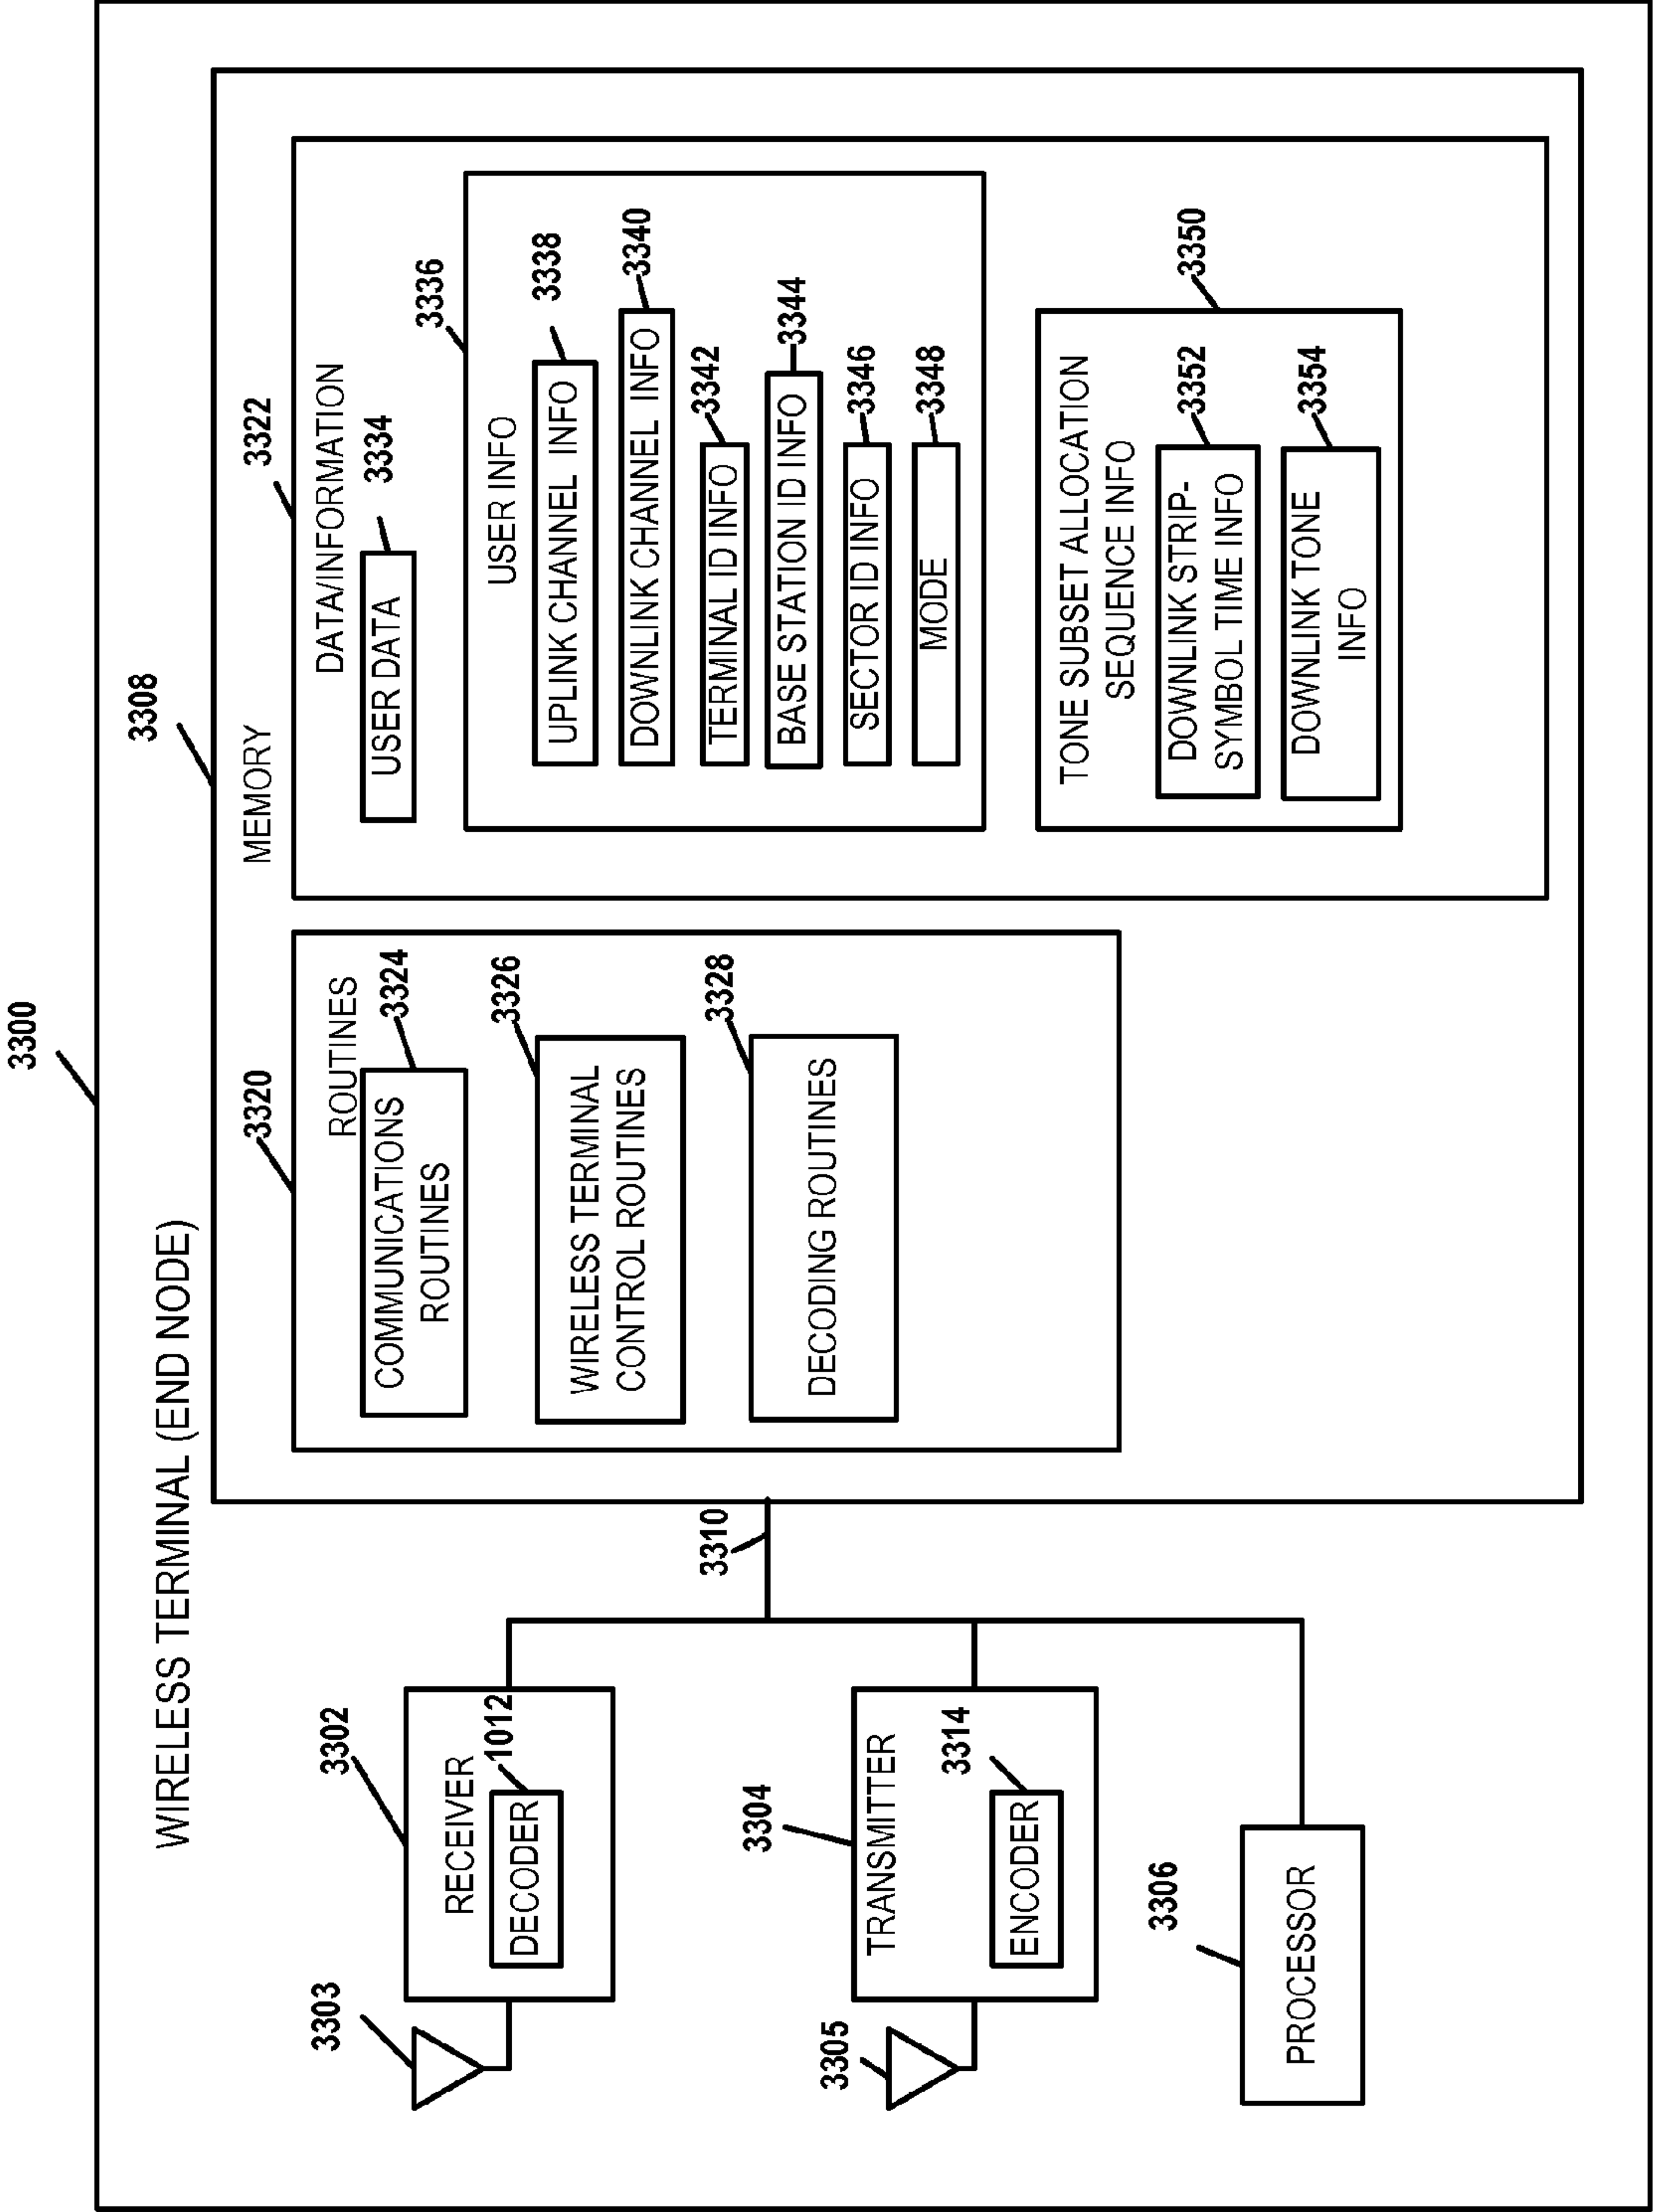 3300
WIRELESS TERMINAL (END NODE)
3303
3302
RECEIVER
1012
DECODER
3305
3304
TRANSMITTER
3314
ENCODER
3306
PROCESSOR
3310
3308
MEMORY
3320
ROUTINES
3324
COMMUNICATIONS
ROUTINES
3326
WIRELESS TERMINAL
CONTROL ROUTINES
3328
DECODING ROUTINES
3322
DATA/INFORMATION
3334
USER DATA
3336
USER INFO
3338
UPLINK CHANNEL INFO
3340
DOWNLINK CHANNEL INFO
3342
TERMINAL ID INFO
3344
BASE STATION ID INFO
3346
SECTOR ID INFO
3348
MODE
3350
TONE SUBSET ALLOCATION
SEQUENCE INFO
3352
DOWNLINK STRIP-
SYMBOL TIME INFO
3354
DOWNLINK TONE
INFO